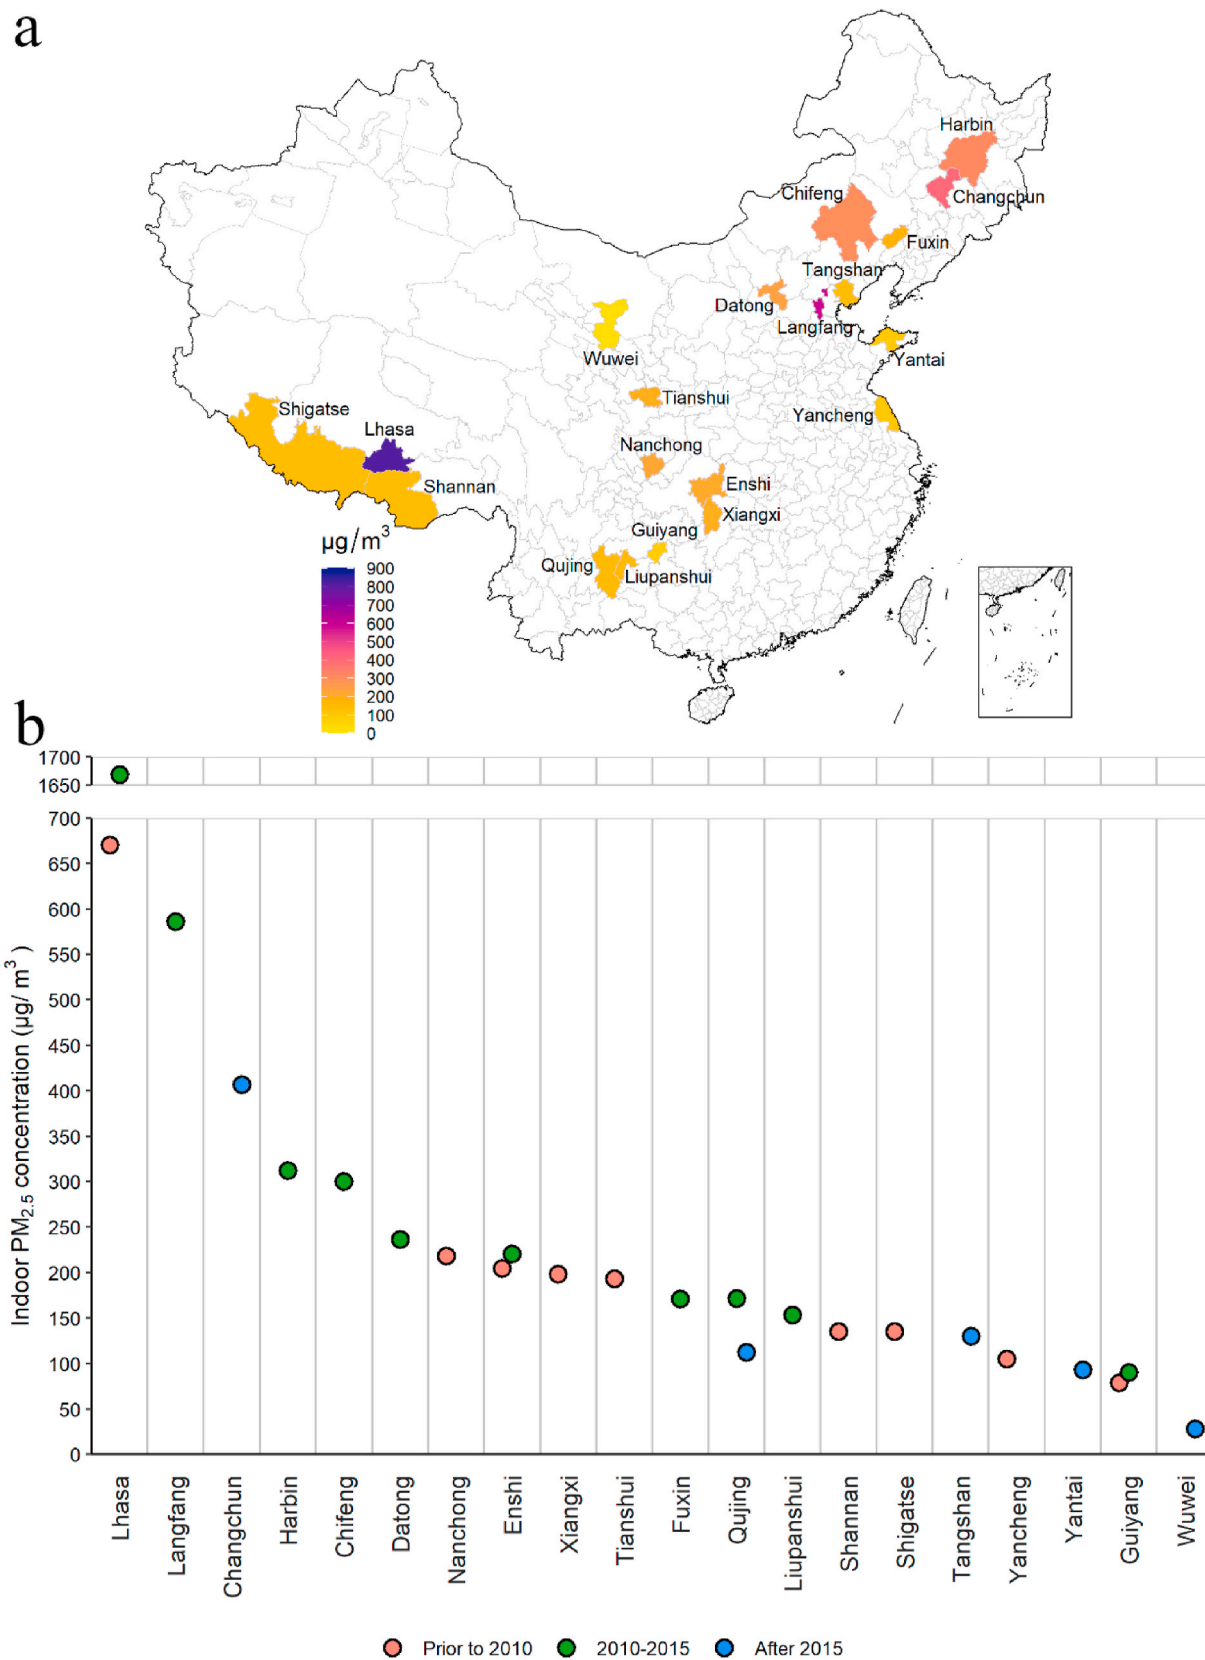 a
Harbin
Chifeng
Changchun
Fuxin
Tangshan
Datong
Langfang
Wuwei
Yantai
Tianshui
Shigatse
Yancheng
Lhasa
Nanchong
Shannan
Enshi
Xiangxi
Guiyang
Qujing
Liupanshui
µg/m³
900
800
700
600
500
400
300
200
100
0
b
1700
1650
700
650
600
550
500
450
400
350
300
250
200
150
100
50
0
Indoor PM₂.₅ concentration (µg/ m³)
Lhasa
Langfang
Changchun
Harbin
Chifeng
Datong
Nanchong
Enshi
Xiangxi
Tianshui
Fuxin
Qujing
Liupanshui
Shannan
Shigatse
Tangshan
Yancheng
Yantai
Guiyang
Wuwei
Prior to 2010 2010-2015 After 2015